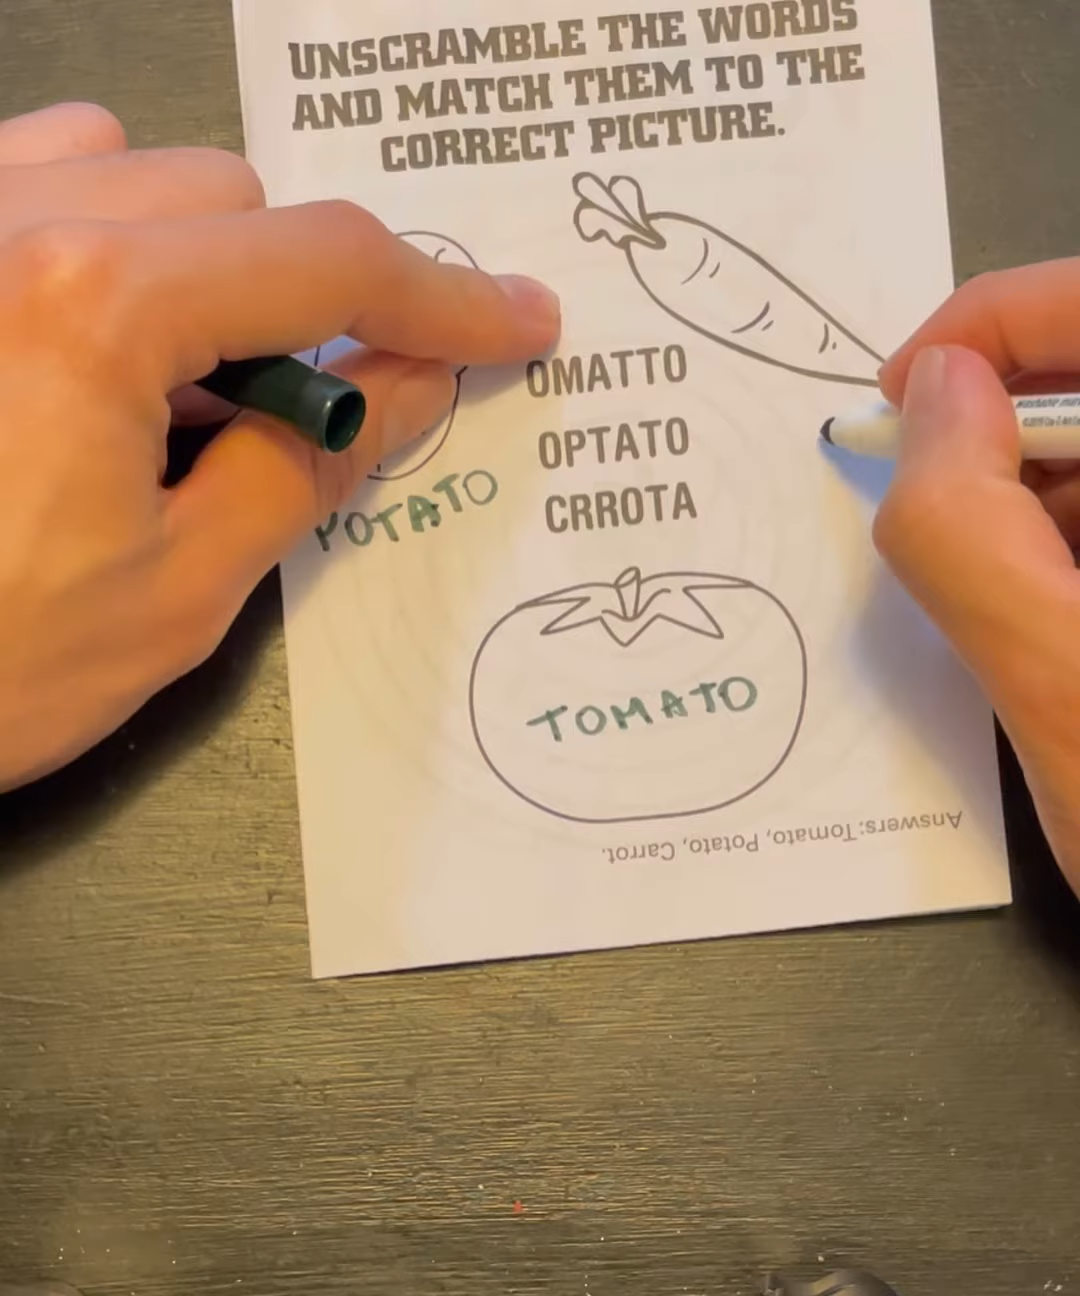 UNSCRAMBLE THE WORDS
AND MATCH THEM TO THE
CORRECT PICTURE.
OMATTO
OPTATO
CRROTA
POTATO
TOMATO
Answers: Tomato, Potato, Carrot.